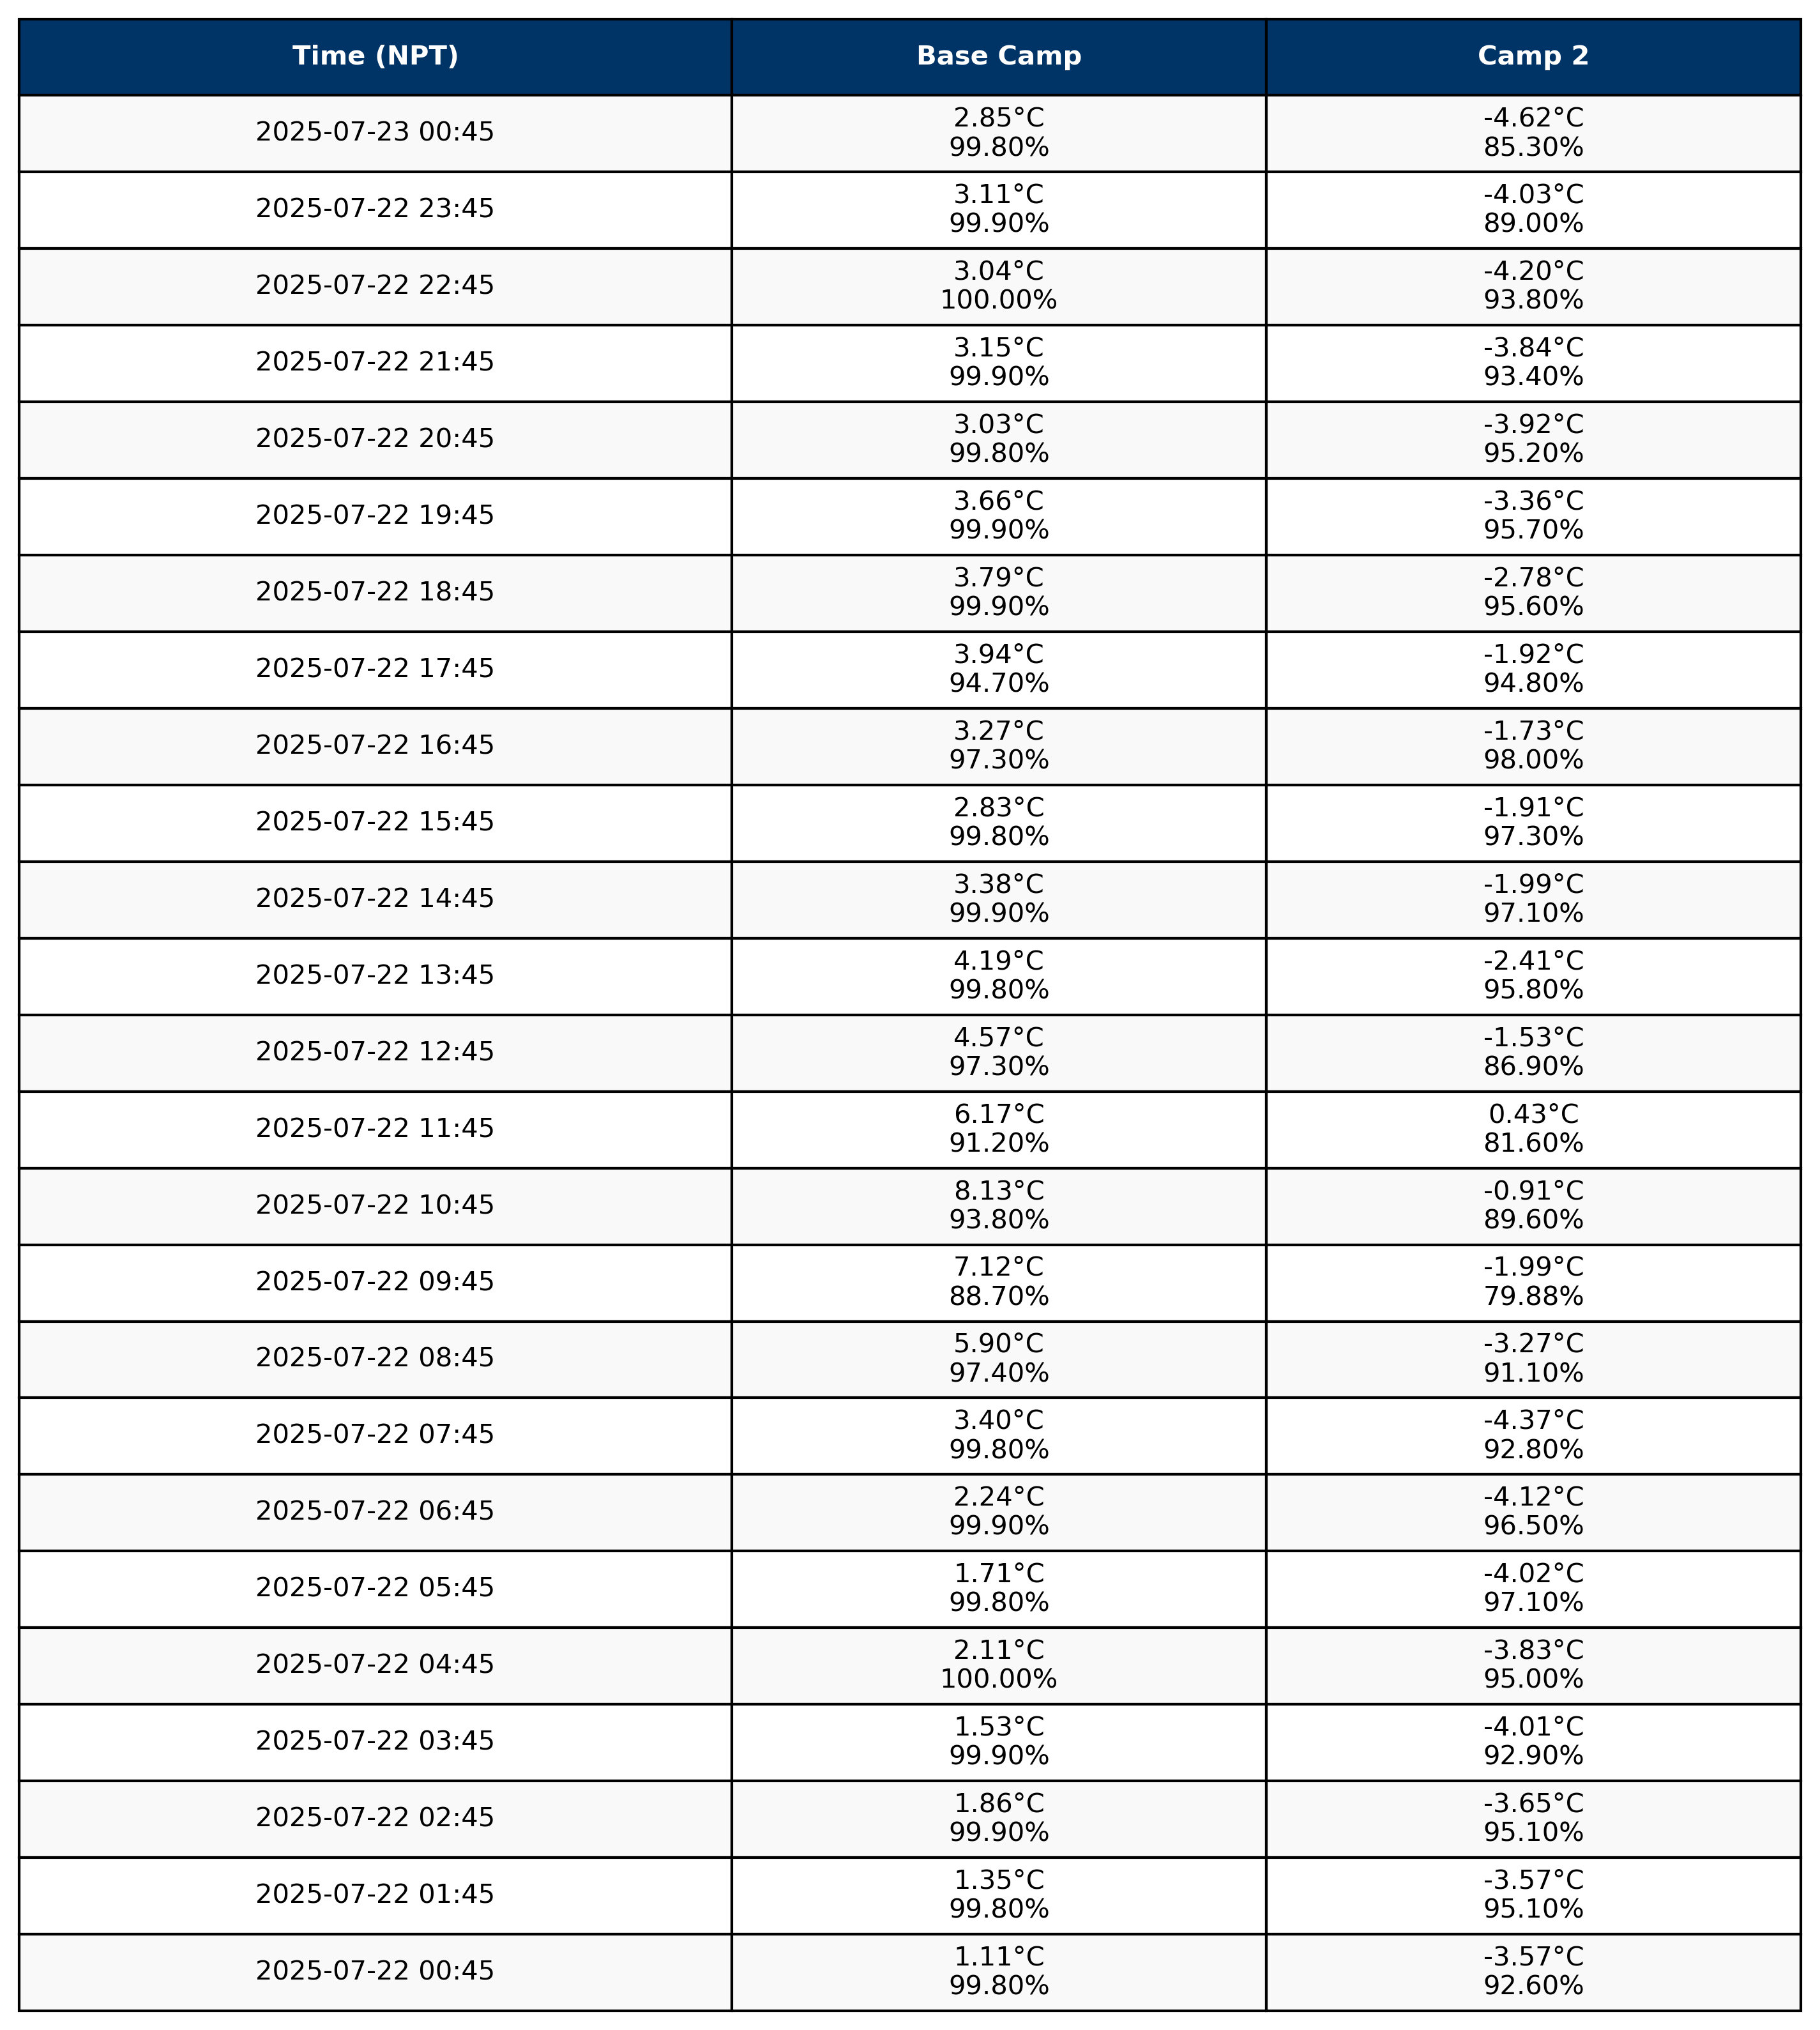 Time (NPT) Base Camp Camp 2
2025-07-23 00:45 2.85°C -4.62°C
99.80% 85.30%
2025-07-22 23:45 3.11°C -4.03°C
99.90% 89.00%
2025-07-22 22:45 3.04°C -4.20°C
100.00% 93.80%
2025-07-22 21:45 3.15°C -3.84°C
99.90% 93.40%
2025-07-22 20:45 3.03°C -3.92°C
99.80% 95.20%
2025-07-22 19:45 3.66°C -3.36°C
99.90% 95.70%
2025-07-22 18:45 3.79°C -2.78°C
99.90% 95.60%
2025-07-22 17:45 3.94°C -1.92°C
94.70% 94.80%
2025-07-22 16:45 3.27°C -1.73°C
97.30% 98.00%
2025-07-22 15:45 2.83°C -1.91°C
99.80% 97.30%
2025-07-22 14:45 3.38°C -1.99°C
99.90% 97.10%
2025-07-22 13:45 4.19°C -2.41°C
99.80% 95.80%
2025-07-22 12:45 4.57°C -1.53°C
97.30% 86.90%
2025-07-22 11:45 6.17°C 0.43°C
91.20% 81.60%
2025-07-22 10:45 8.13°C -0.91°C
93.80% 89.60%
2025-07-22 09:45 7.12°C -1.99°C
88.70% 79.88%
2025-07-22 08:45 5.90°C -3.27°C
97.40% 91.10%
2025-07-22 07:45 3.40°C -4.37°C
99.80% 92.80%
2025-07-22 06:45 2.24°C -4.12°C
99.90% 96.50%
2025-07-22 05:45 1.71°C -4.02°C
99.80% 97.10%
2025-07-22 04:45 2.11°C -3.83°C
100.00% 95.00%
2025-07-22 03:45 1.53°C -4.01°C
99.90% 92.90%
2025-07-22 02:45 1.86°C -3.65°C
99.90% 95.10%
2025-07-22 01:45 1.35°C -3.57°C
99.80% 95.10%
2025-07-22 00:45 1.11°C -3.57°C
99.80% 92.60%